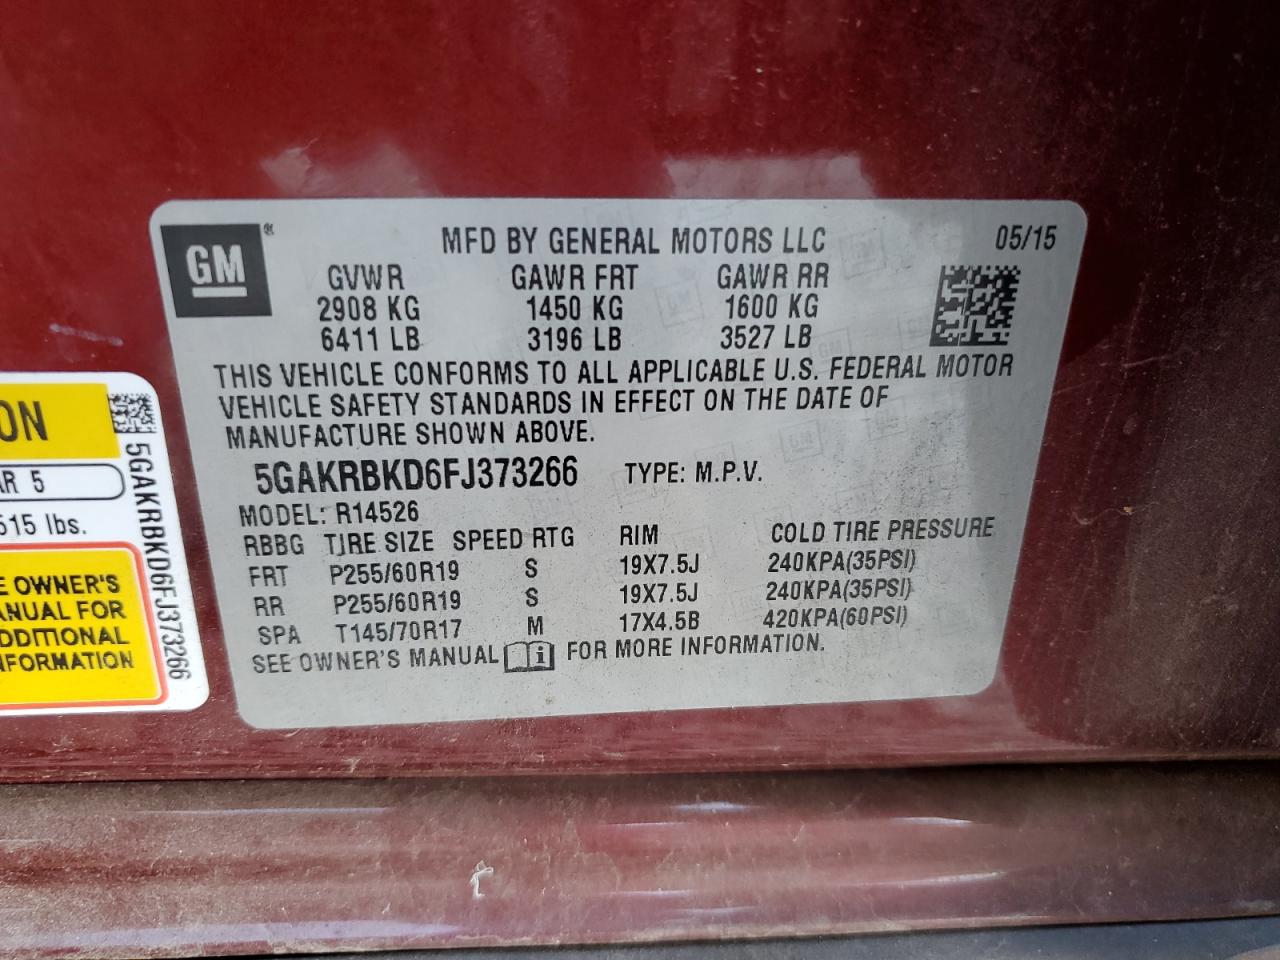 GM®
MFD BY GENERAL MOTORS LLC 05/15
GVWR GAWR FRT GAWR RR
2908 KG 1450 KG 1600 KG
6411 LB 3196 LB 3527 LB
THIS VEHICLE CONFORMS TO ALL APPLICABLE U.S. FEDERAL MOTOR
VEHICLE SAFETY STANDARDS IN EFFECT ON THE DATE OF
MANUFACTURE SHOWN ABOVE.
5GAKRBKD6FJ373266 TYPE: M.P.V.
MODEL: R14526
RBBG TIRE SIZE SPEED RTG RIM COLD TIRE PRESSURE
FRT P255/60R19 S 19X7.5J 240KPA(35PSI)
RR P255/60R19 S 19X7.5J 240KPA(35PSI)
SPA T145/70R17 M 17X4.5B 420KPA(60PSI)
SEE OWNER'S MANUAL i FOR MORE INFORMATION.
ON
AR 5
515 lbs.
E OWNER'S
ANUAL FOR
DDITIONAL
NFORMATION
5GAKRBKD6FJ373266